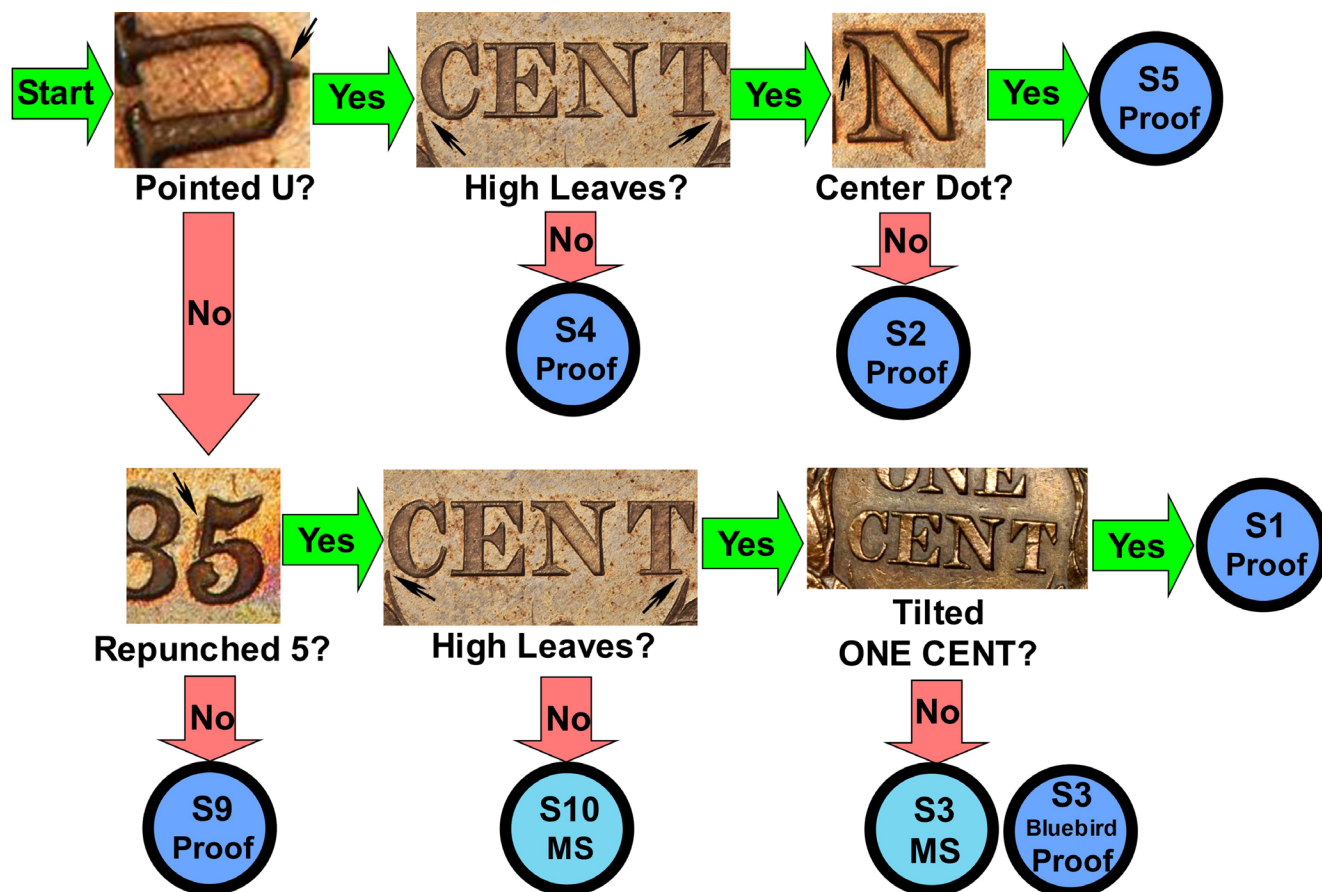 Start
Yes
CENT
Yes
N
Yes
S5
Proof
U
Pointed U?
High Leaves?
Center Dot?
No
No
No
S4
Proof
S2
Proof
85
Yes
CENT
Yes
ONE
CENT
Yes
S1
Proof
Repunched 5?
High Leaves?
Tilted
ONE CENT?
No
No
No
S9
Proof
S10
MS
S3
MS
S3
Bluebird
Proof